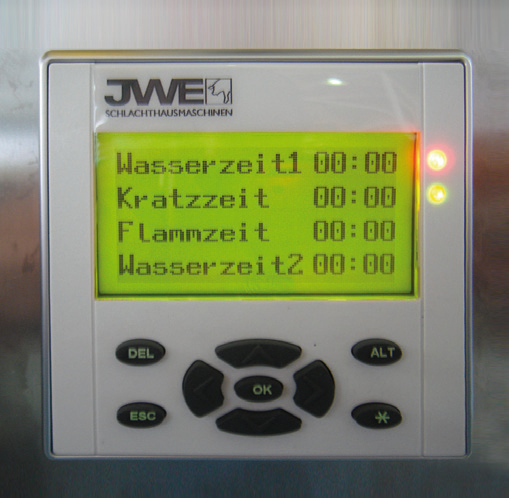 JWE
SCHLACHTHAUSMASCHINEN
Wasserzeit1 00:00
Kratzzeit 00:00
Flammzeit 00:00
Wasserzeit2 00:00
DEL
ALT
OK
ESC